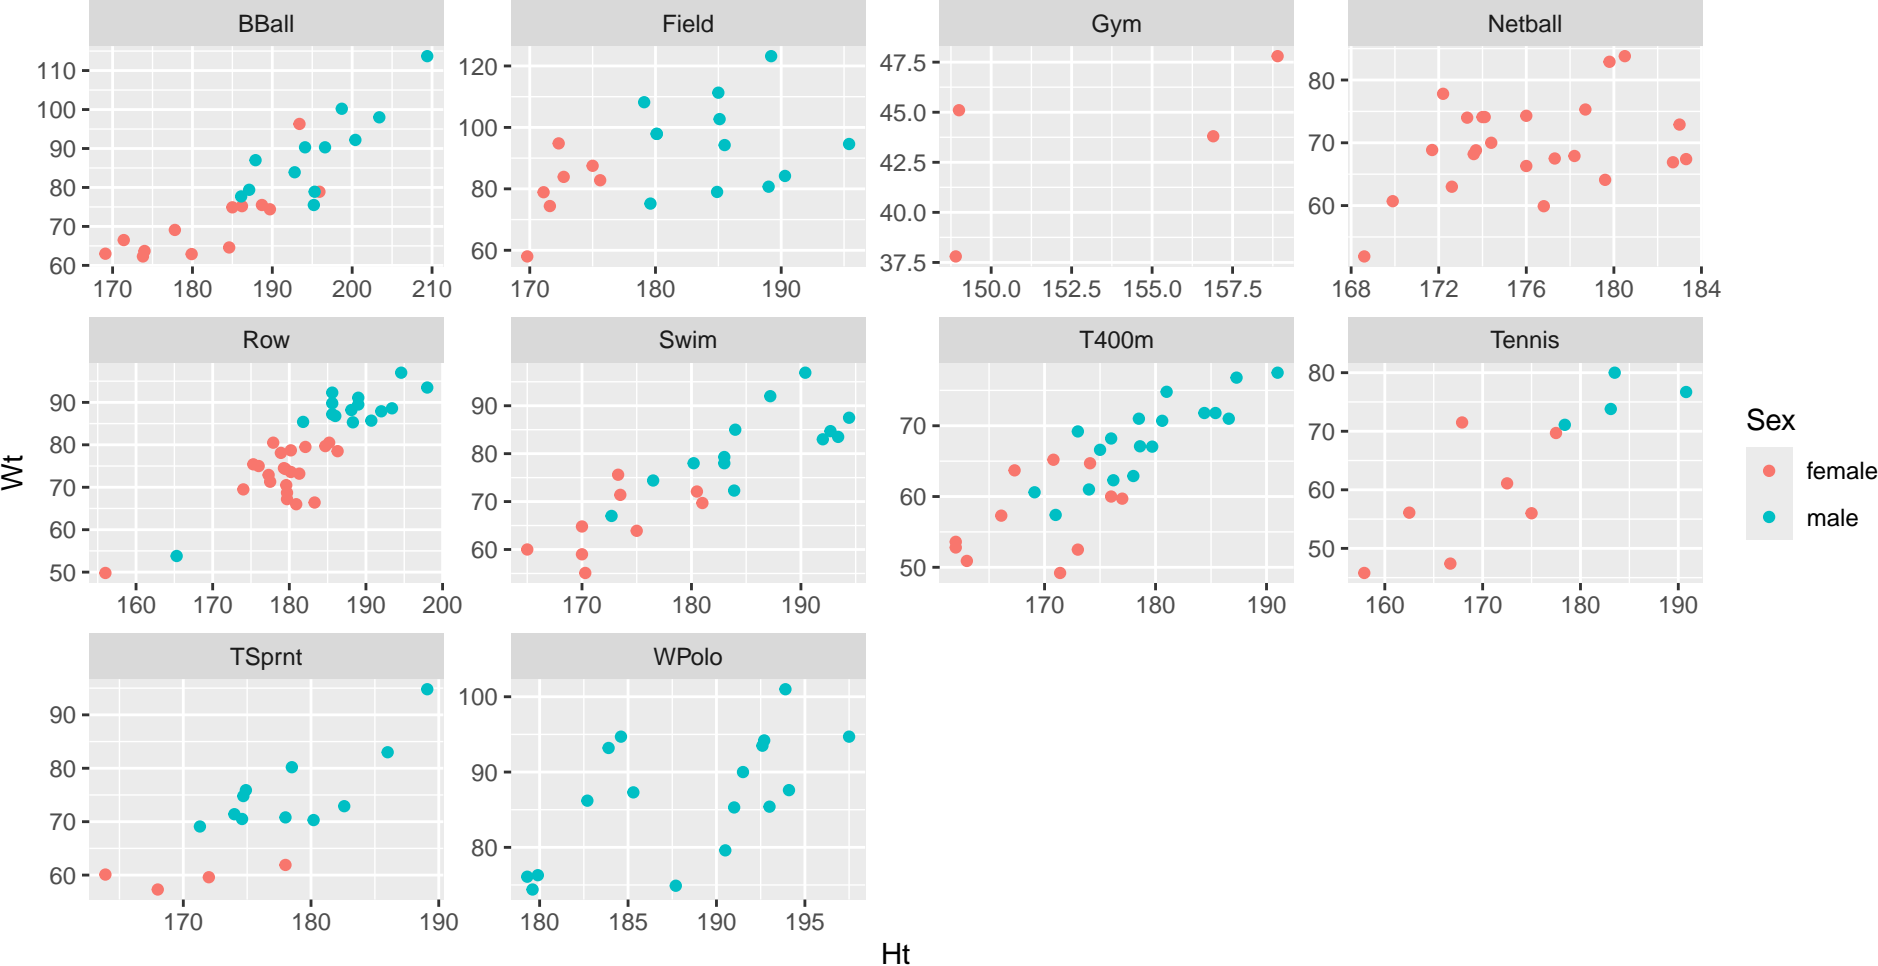 BBall Field Gym Netball
110
100
90
80
70
60
170 180 190 200 210
120
100
80
60
170 180 190
47.5
45.0
42.5
40.0
37.5
150.0 152.5 155.0 157.5
80
70
60
168 172 176 180 184
Row Swim T400m Tennis
90
80
70
60
50
160 170 180 190 200
90
80
70
60
170 180 190
70
60
50
170 180 190
80
70
60
50
160 170 180 190
TSprnt WPolo
90
80
70
60
170 180 190
100
90
80
180 185 190 195
Wt
Ht
Sex
female
male